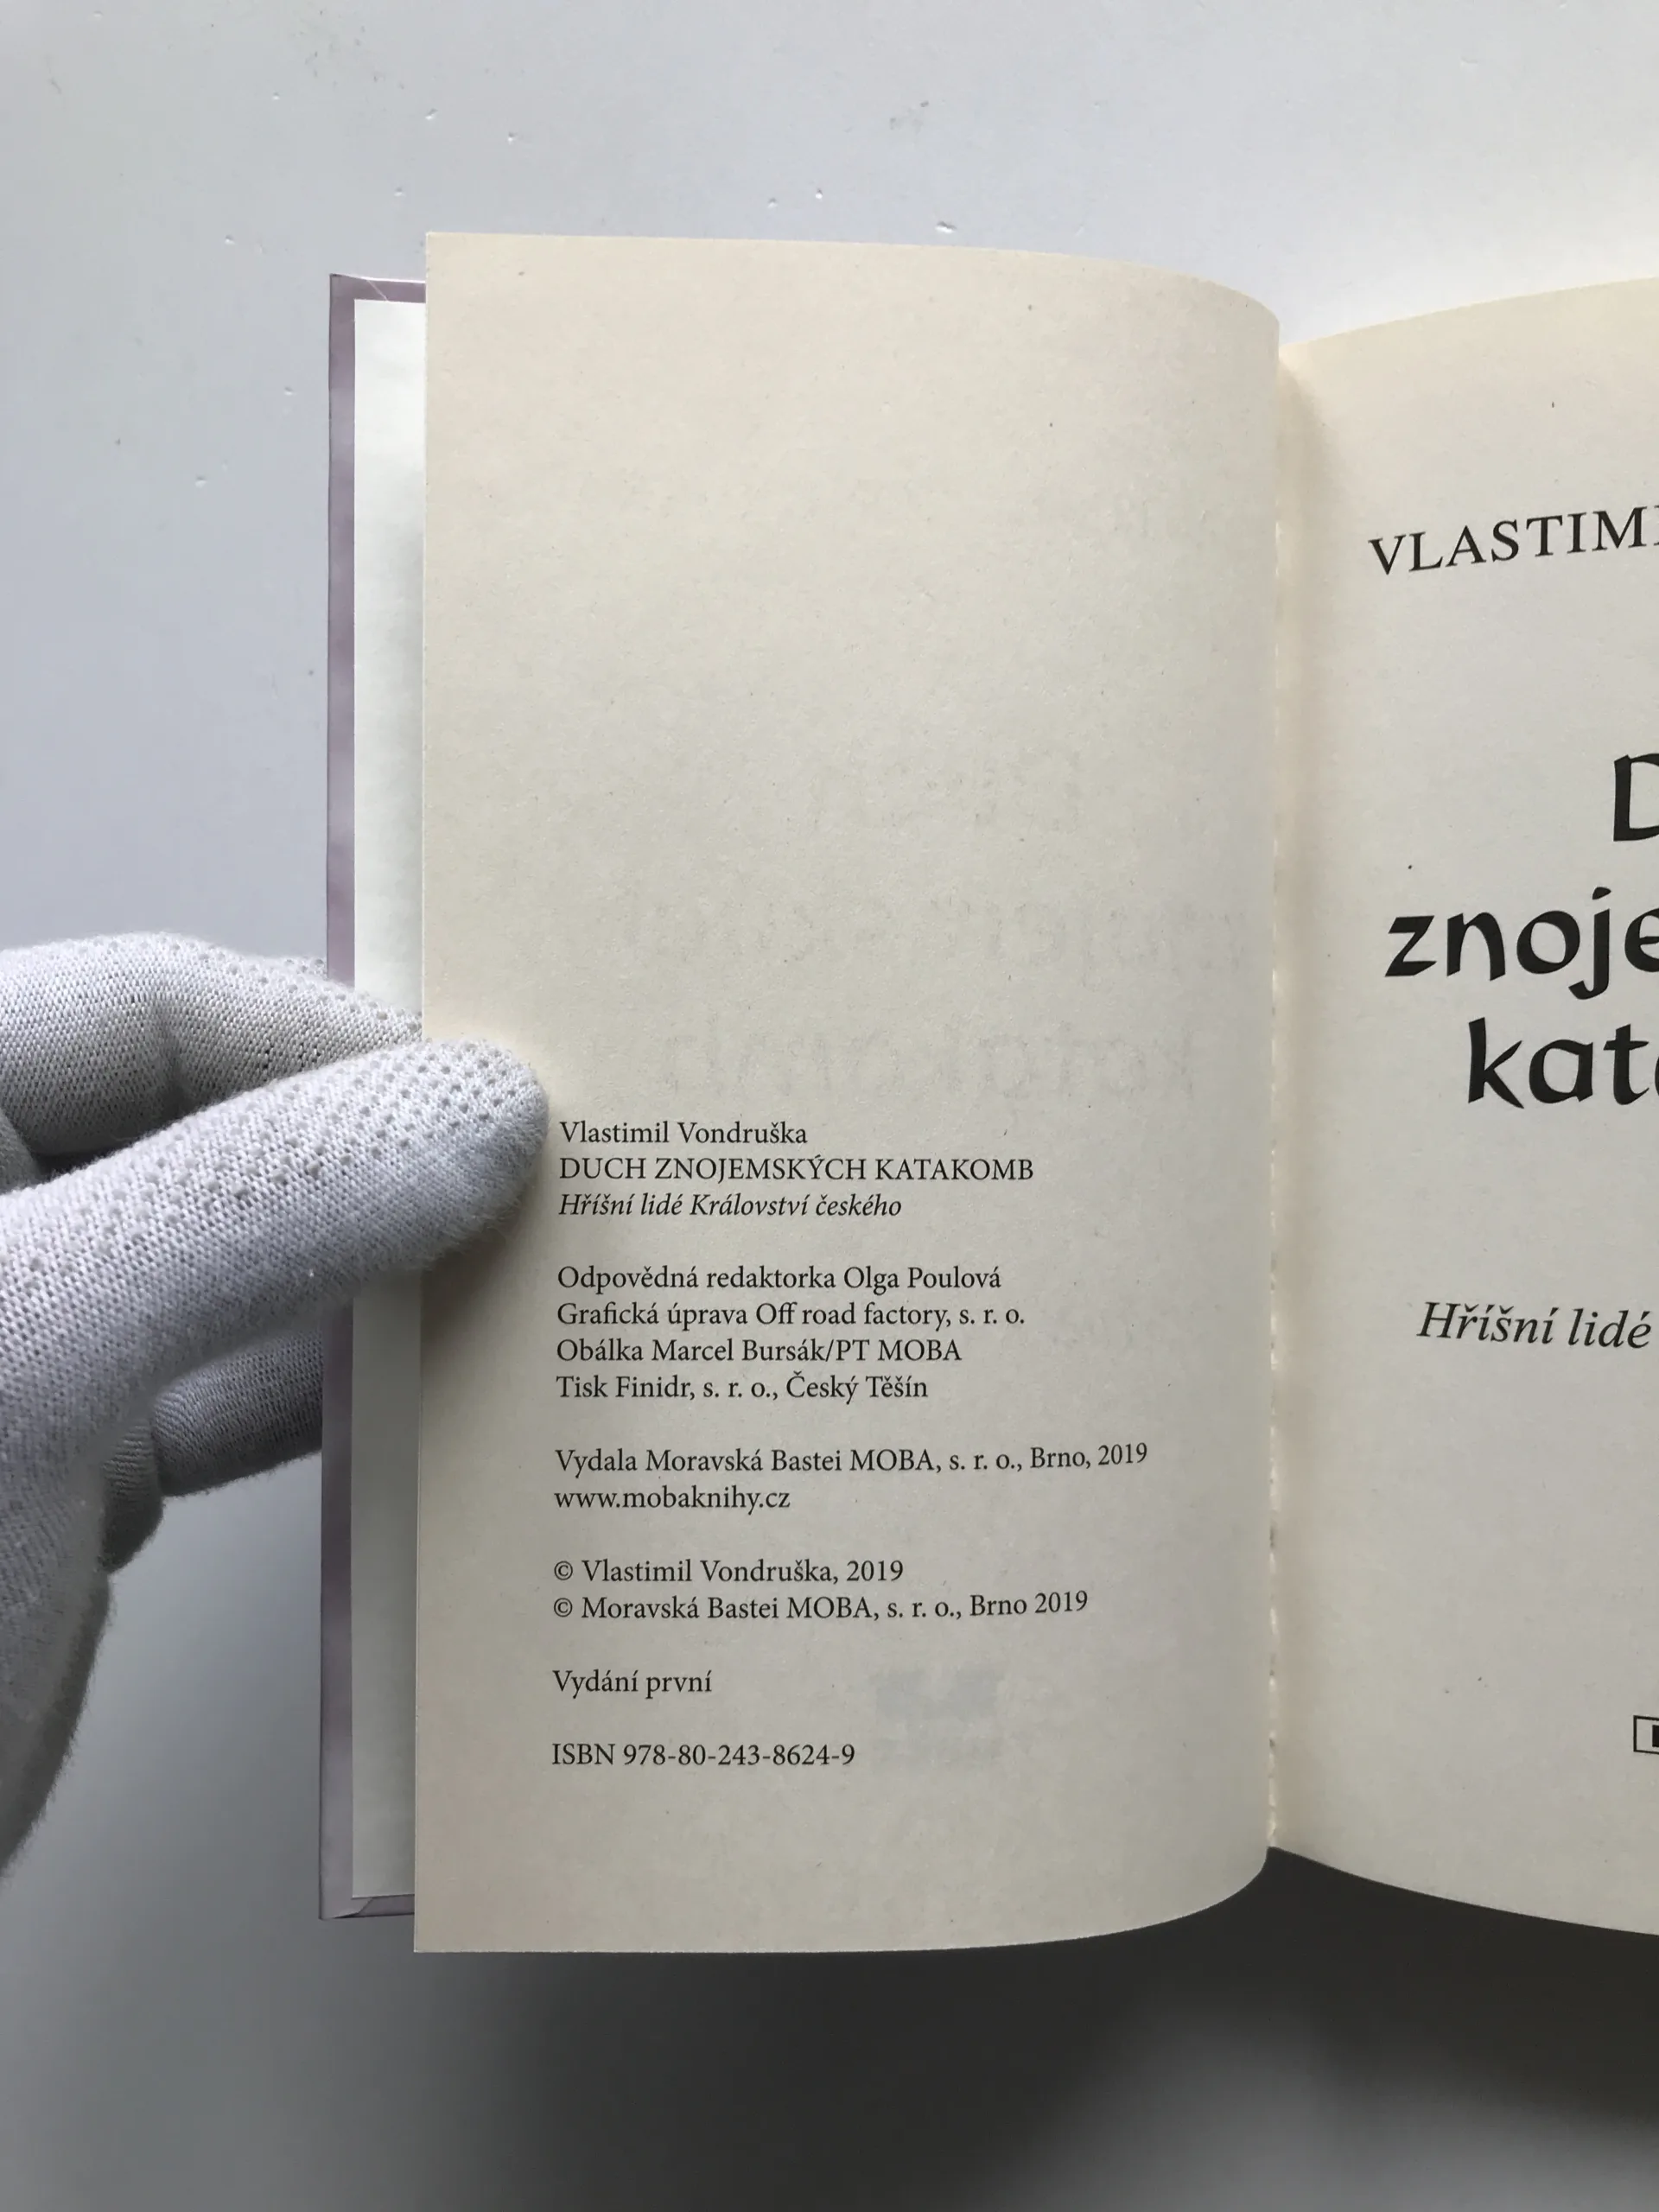 Vlastimil Vondruška
DUCH ZNOJEMSKÝCH KATAKOMB
Hříšní lidé Království českého
Odpovědná redaktorka Olga Poulová
Grafická úprava Off road factory, s. r. o.
Obálka Marcel Bursák/PT MOBA
Tisk Finidr, s. r. o., Český Těšín
Vydala Moravská Bastei MOBA, s. r. o., Brno, 2019
www.mobaknihy.cz
© Vlastimil Vondruška, 2019
© Moravská Bastei MOBA, s. r. o., Brno 2019
Vydání první
ISBN 978-80-243-8624-9
VLASTIM
D
znoje
kat
Hříšní lidé